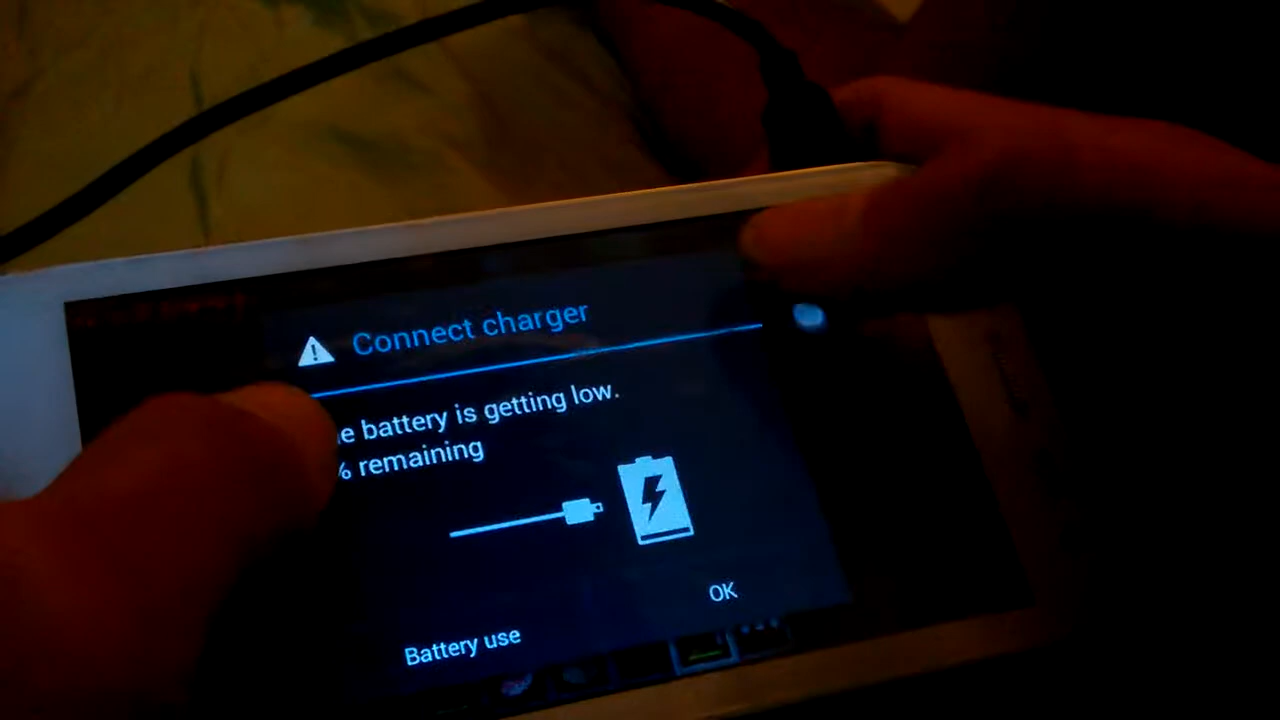 Connect charger
e battery is getting low.
% remaining
OK
Battery use